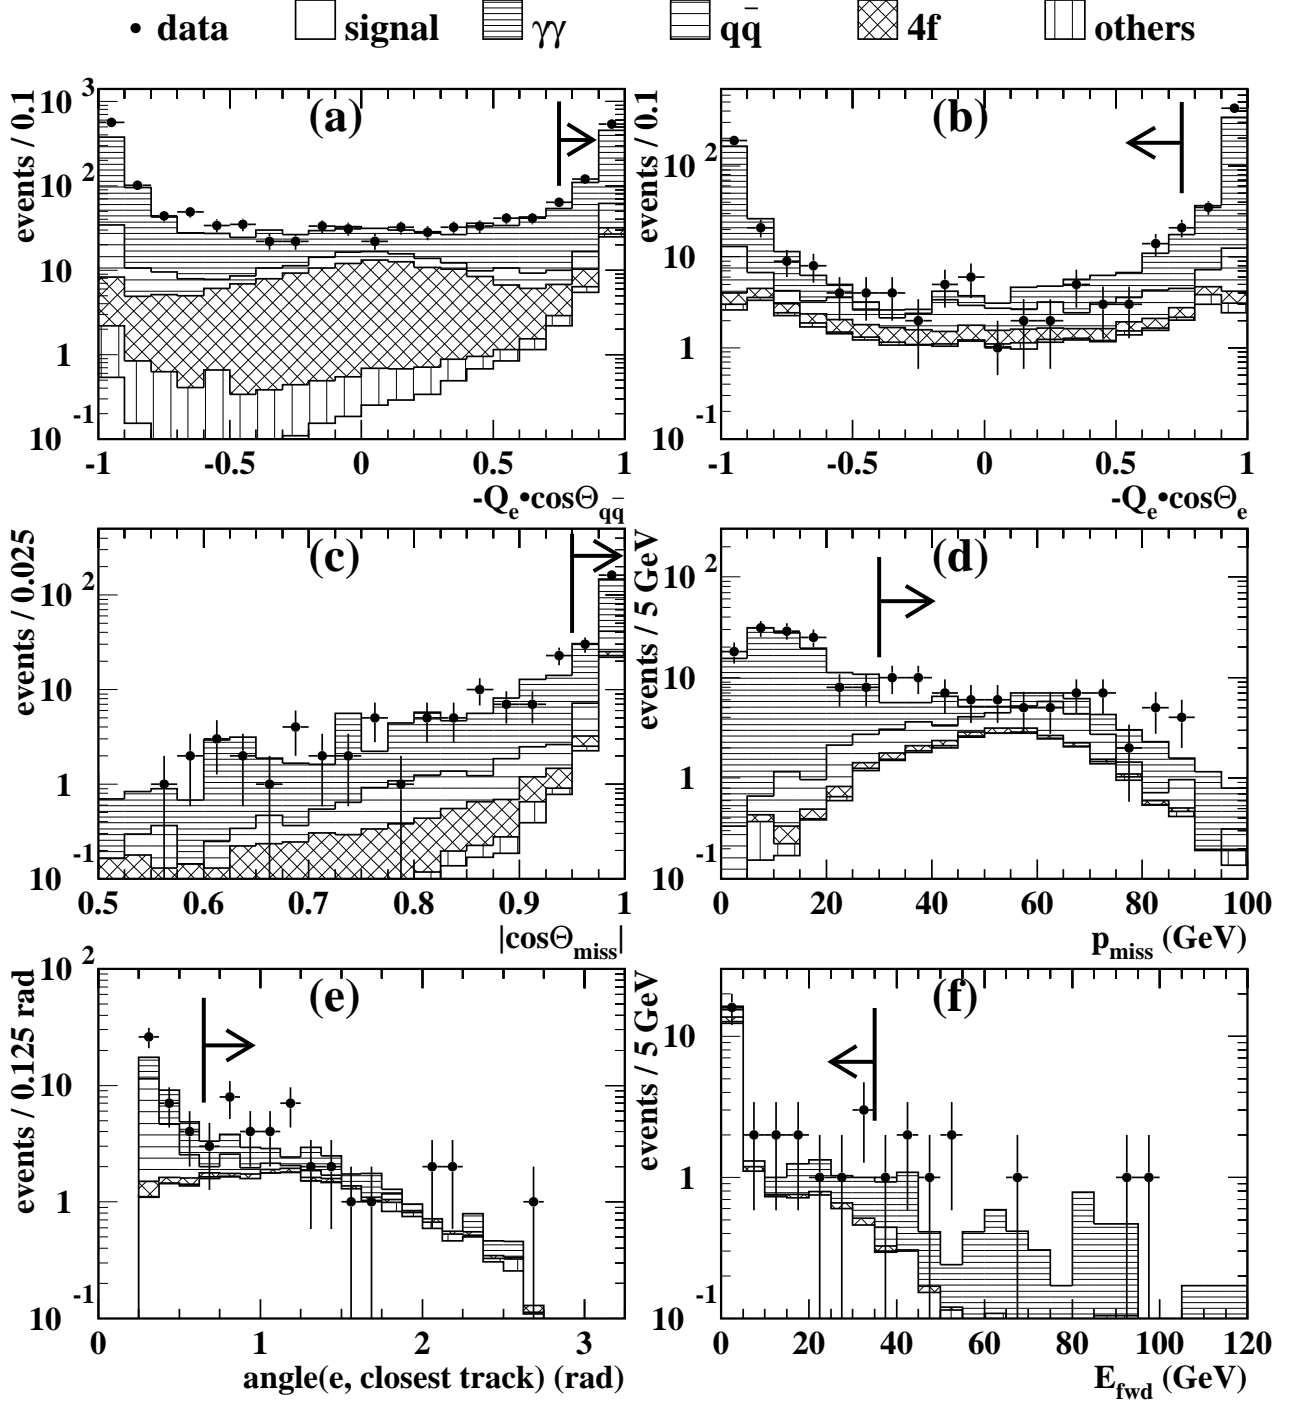 • data signal γγ qq̄ 4f others
(a)
events / 0.1
10 3
10 2
10
1
10 -1
-1 -0.5 0 0.5 1
-Q_e•cosΘ_qq̄
(b)
events / 0.1
10 2
10
1
10 -1
-1 -0.5 0 0.5 1
-Q_e•cosΘ_e
(c)
events / 0.025
10 2
10
1
10 -1
0.5 0.6 0.7 0.8 0.9 1
|cosΘ_miss|
(d)
events / 5 GeV
10 2
10
1
10 -1
0 20 40 60 80 100
p_miss (GeV)
(e)
events / 0.125 rad
10 2
10
1
10 -1
0 1 2 3
angle(e, closest track) (rad)
(f)
events / 5 GeV
10
1
10 -1
0 20 40 60 80 100 120
E_fwd (GeV)